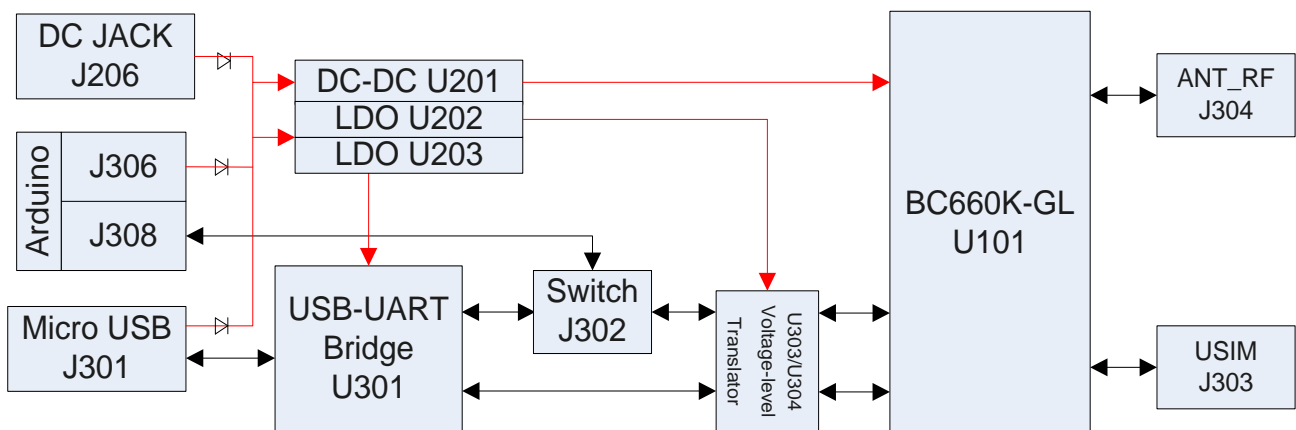 DC JACK
J206
DC-DC U201
LDO U202
LDO U203
Arduino
J306
J308
Micro USB
J301
USB-UART
Bridge
U301
Switch
J302
U303/U304
Voltage-level
Translator
BC660K-GL
U101
ANT_RF
J304
USIM
J303